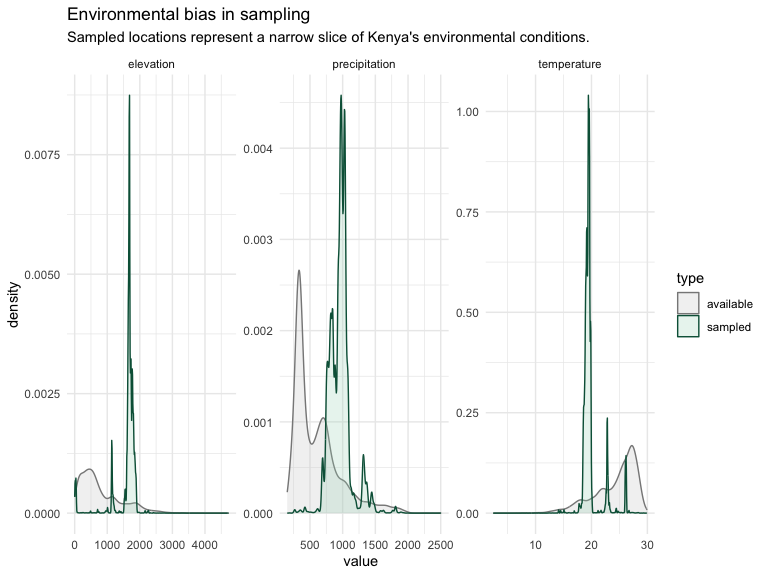 Environmental bias in sampling
Sampled locations represent a narrow slice of Kenya's environmental conditions.
elevation
precipitation
temperature
density
0.0075
0.0050
0.0025
0.0000
0.004
0.003
0.002
0.001
0.000
1.00
0.75
0.50
0.25
0.00
0 1000 2000 3000 4000
500 1000 1500 2000 2500
10 20 30
value
type
available
sampled